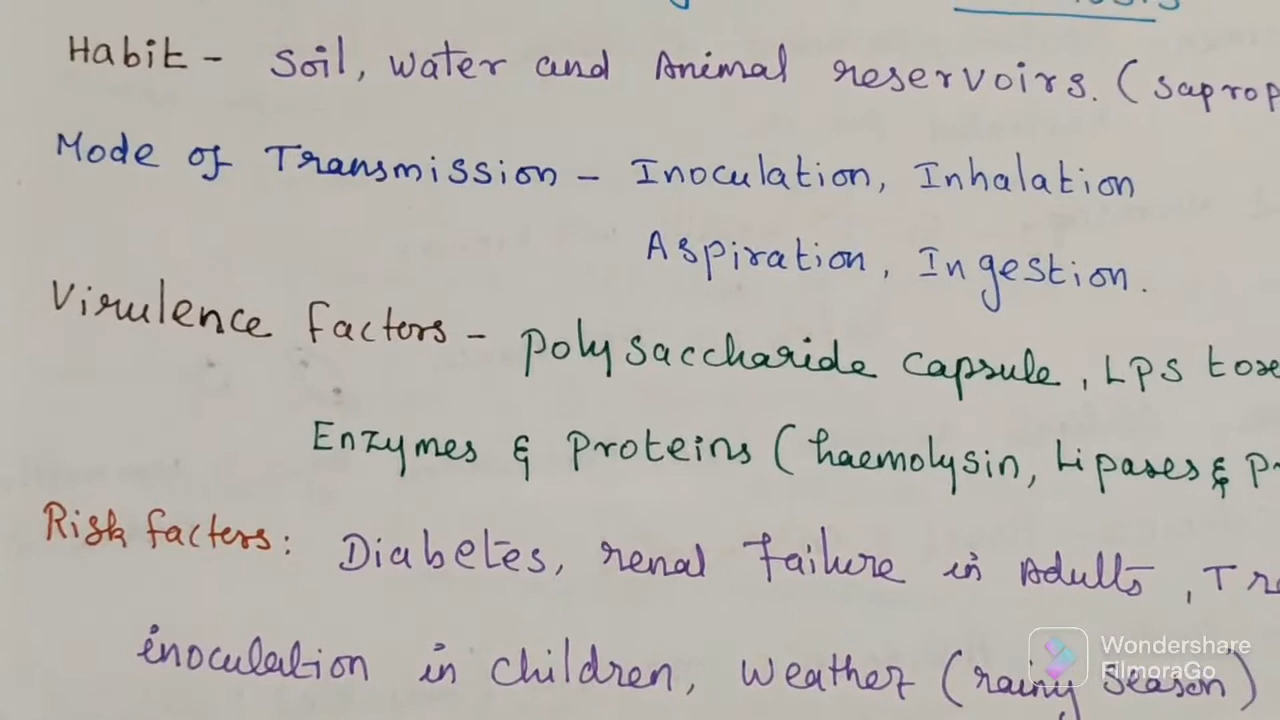 Habit - Soil, water and Animal reservoirs. (saprop
Mode of Transmission - Inoculation, Inhalation
Aspiration, Ingestion.
Virulence factors - polysaccharide capsule, LPS tox
Enzymes & proteins (haemolysin, Lipases & pr
Risk factors: Diabetes, renal failure in Adults, Tr
inoculation in children, weather (rainy season)
Wondershare
FilmoraGo